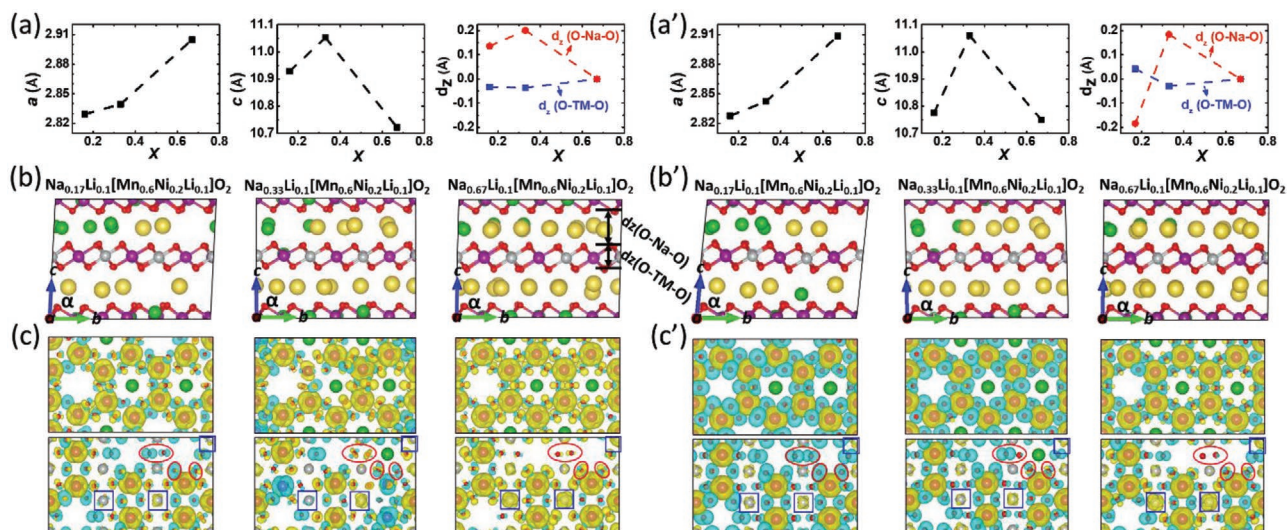 (a)
2.91
2.88
2.85
2.82
a (Å)
0.2 0.4 0.6 0.8
X
11.1
11.0
10.9
10.8
10.7
c (Å)
0.2 0.4 0.6 0.8
X
0.2
0.1
0.0
-0.1
-0.2
dz
dz (O-Na-O)
dz (O-TM-O)
0.2 0.4 0.6 0.8
X
(a’)
2.91
2.88
2.85
2.82
a (Å)
0.2 0.4 0.6 0.8
X
11.1
11.0
10.9
10.8
10.7
c (Å)
0.2 0.4 0.6 0.8
X
0.2
0.1
0.0
-0.1
-0.2
dz
dz (O-Na-O)
dz (O-TM-O)
0.2 0.4 0.6 0.8
X
(b)
Na0.17Li0.1[Mn0.6Ni0.2Li0.1]O2
Na0.33Li0.1[Mn0.6Ni0.2Li0.1]O2
Na0.67Li0.1[Mn0.6Ni0.2Li0.1]O2
c
α
b
c
α
b
c
α
b
dz(O-Na-O)
dz(O-TM-O)
(b’)
Na0.17Li0.1[Mn0.6Ni0.2Li0.1]O2
Na0.33Li0.1[Mn0.6Ni0.2Li0.1]O2
Na0.67Li0.1[Mn0.6Ni0.2Li0.1]O2
c
α
b
c
α
b
c
α
b
(c)
(c’)